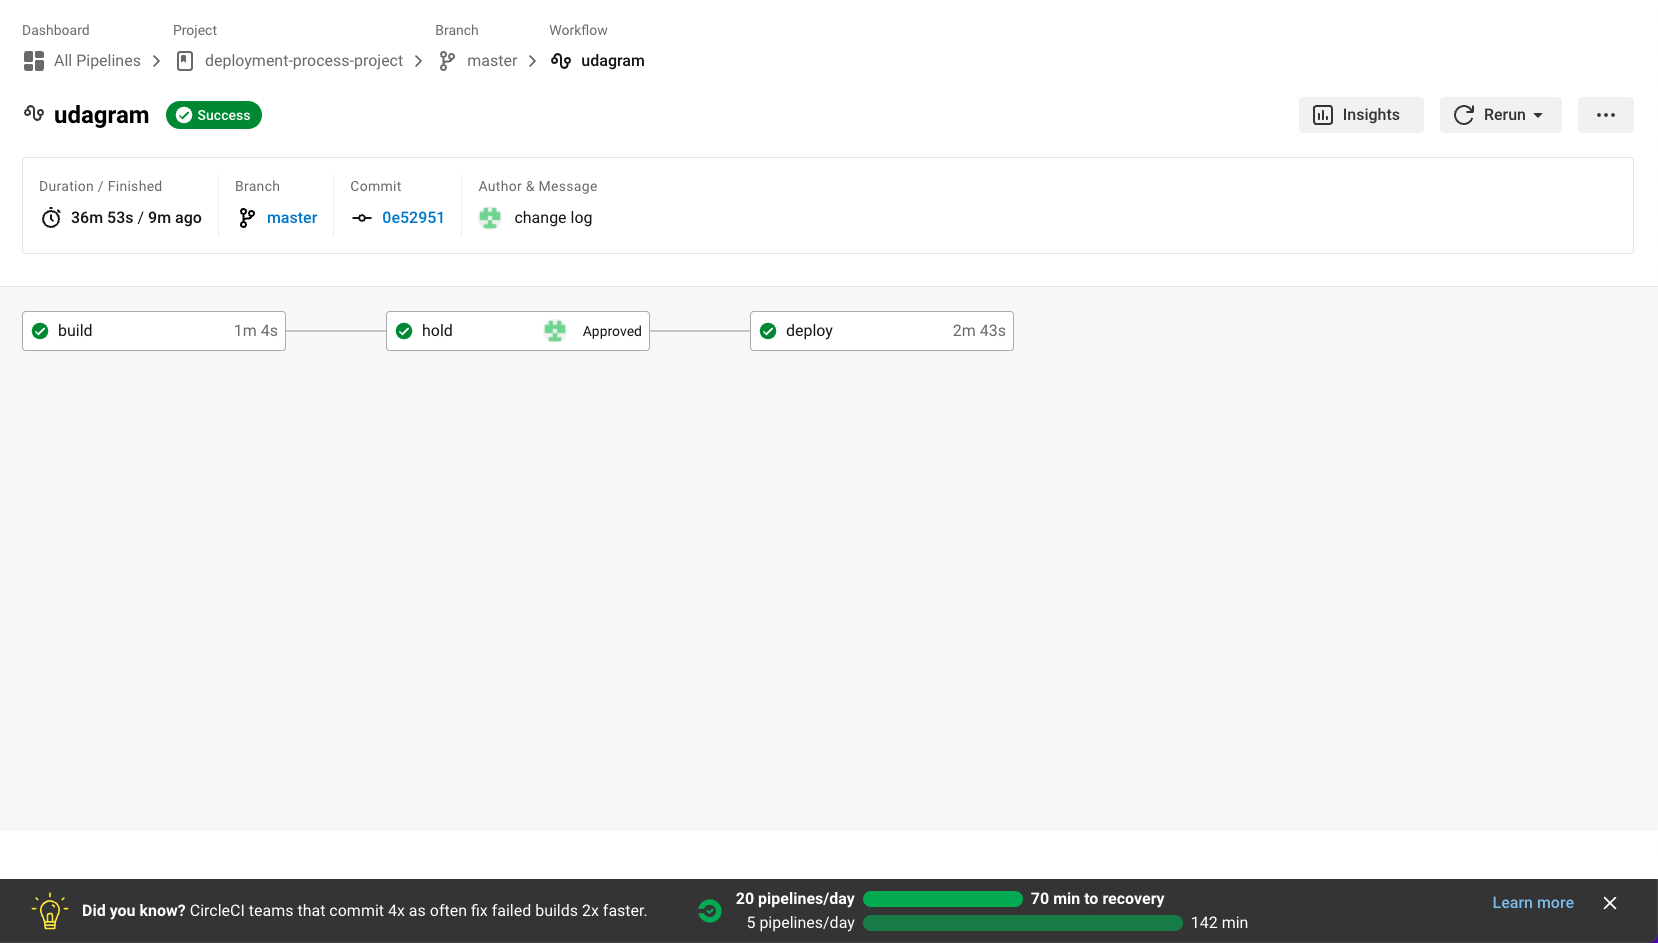 Dashboard Project Branch Workflow
All Pipelines deployment-process-project master udagram
udagram Success Insights Rerun
Duration / Finished Branch Commit Author & Message
36m 53s / 9m ago master 0e52951 change log
build 1m 4s hold Approved deploy 2m 43s
Did you know? CircleCI teams that commit 4x as often fix failed builds 2x faster.
20 pipelines/day 70 min to recovery
5 pipelines/day 142 min
Learn more